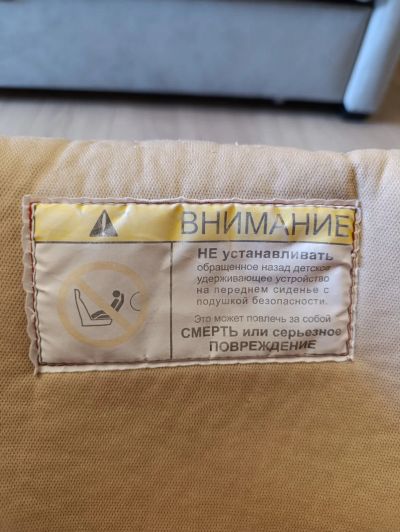 ВНИМАНИЕ
НЕ устанавливать
обращенное назад детское
удерживающее устройство
на переднем сиденье с
подушкой безопасности.
Это может повлечь за собой
СМЕРТЬ или серьезное
ПОВРЕЖДЕНИЕ